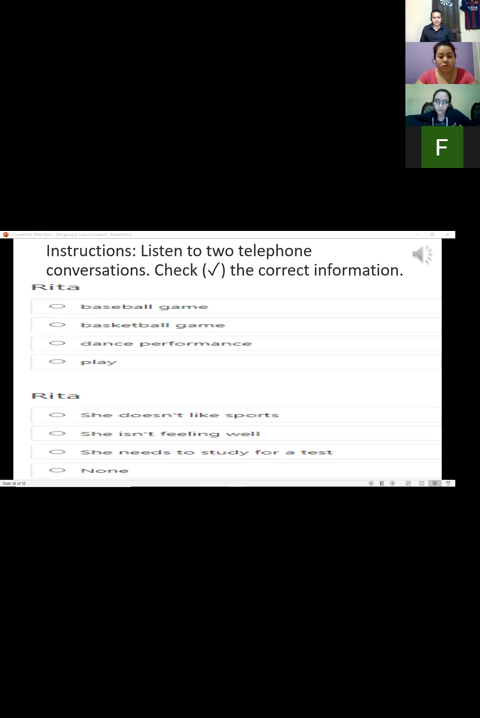 F
Instructions: Listen to two telephone
conversations. Check (✓) the correct information.
Rita
baseball game
basketball game
dance performance
play
Rita
She doesn't like sports
She isn't feeling well
She needs to study for a test
None